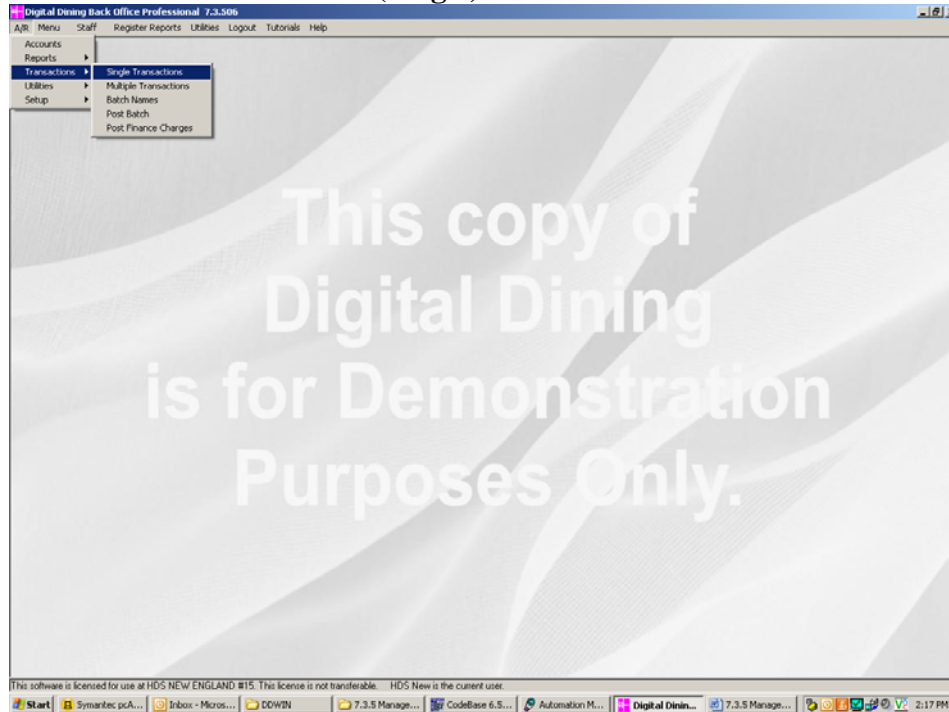 Digital Dining Back Office Professional 7.3.506
A/R Menu Staff Register Reports Utilities Logout Tutorials Help
Accounts
Reports
Transactions
Utilities
Setup
Single Transactions
Multiple Transactions
Batch Names
Post Batch
Post Finance Charges
This copy of
Digital Dining
is for Demonstration
Purposes Only.
This software is licensed for use at HDS NEW ENGLAND #15. This license is not transferable. HDS New is the current user.
Start Symantec pcA... Inbox - Micros... DDWIN 7.3.5 Manage... CodeBase 6.5... Automation M... Digital Dinin... 7.3.5 Manage... 2:17 PM